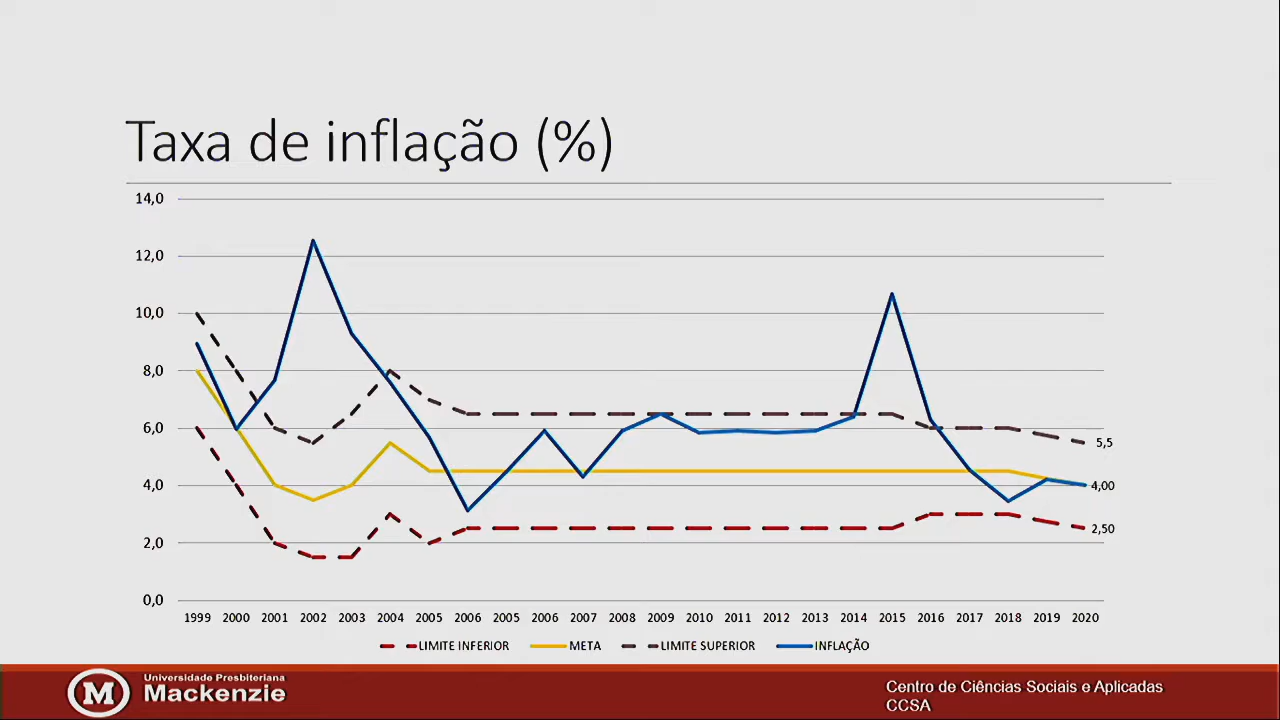 Taxa de inflação (%)
14,0
12,0
10,0
8,0
6,0
4,0
2,0
0,0
5,5
4,00
2,50
1999 2000 2001 2002 2003 2004 2005 2006 2005 2006 2007 2008 2009 2010 2011 2012 2013 2014 2015 2016 2017 2018 2019 2020
LIMITE INFERIOR META LIMITE SUPERIOR INFLAÇÃO
M
Universidade Presbiteriana
Mackenzie
Centro de Ciências Sociais e Aplicadas
CCSA